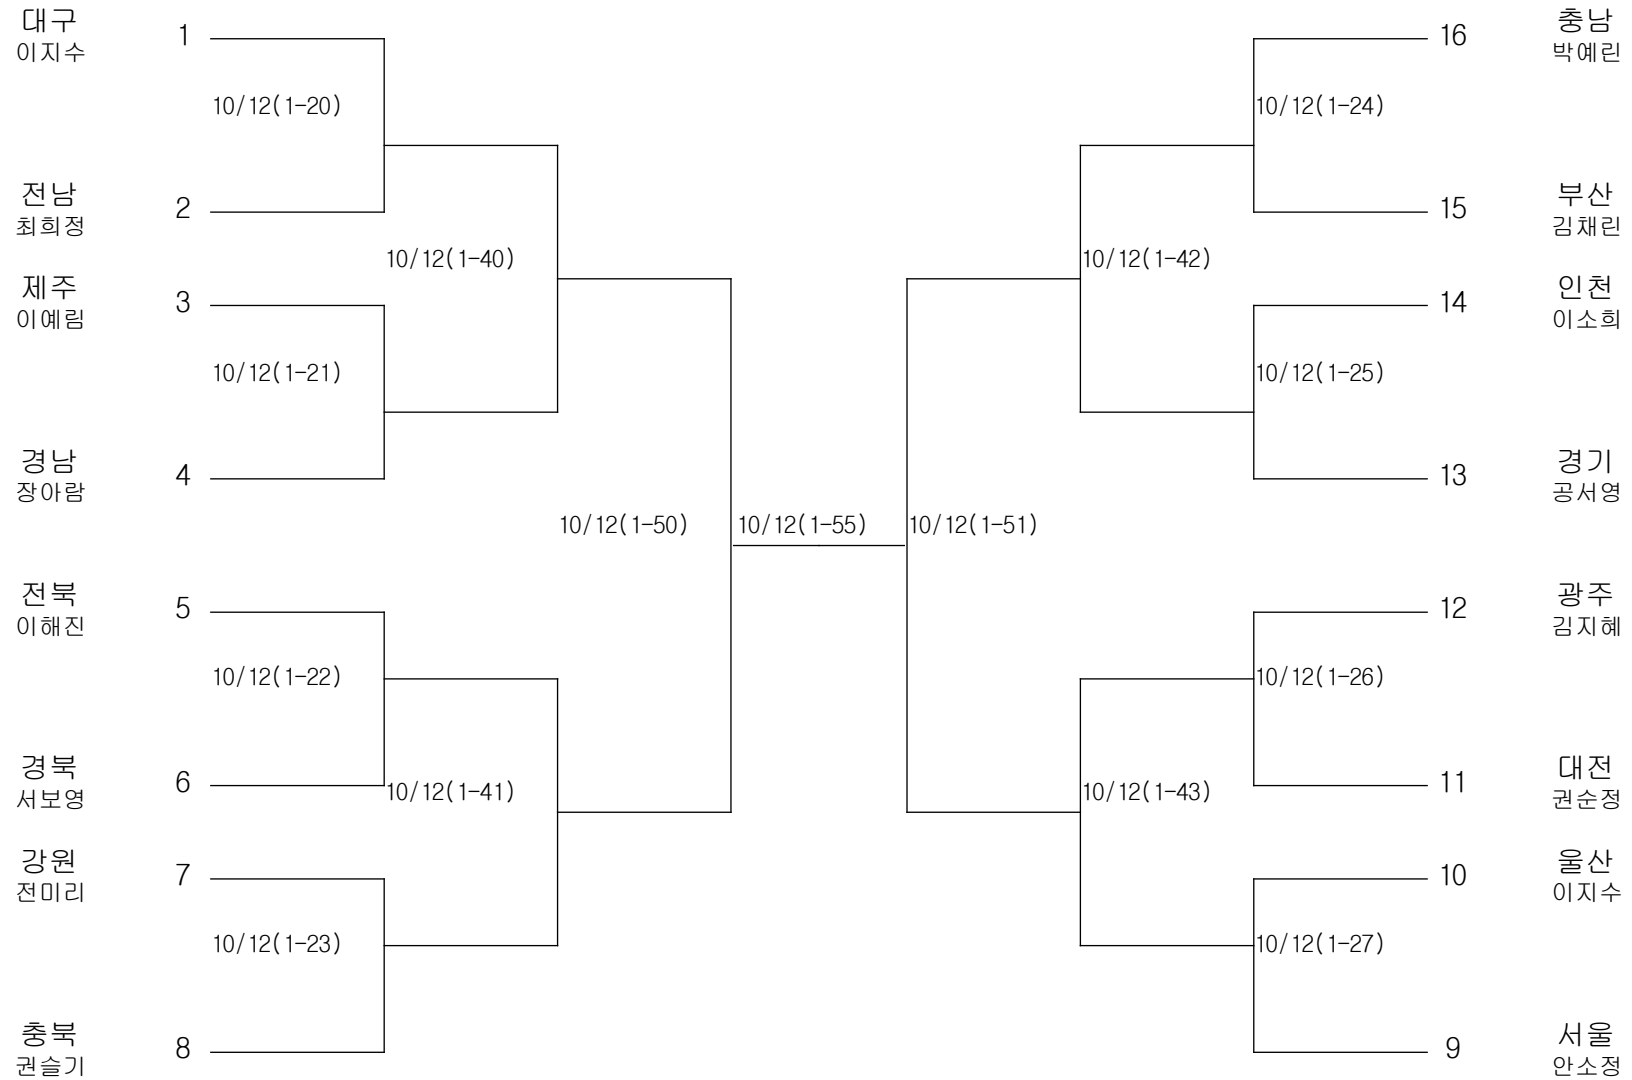 대구
이지수
1
10/12(1-20)
전남
최희정
2
10/12(1-40)
제주
이예림
3
10/12(1-21)
경남
장아람
4
10/12(1-50)
전북
이해진
5
10/12(1-22)
경북
서보영
6
10/12(1-41)
강원
전미리
7
10/12(1-23)
충북
권슬기
8
10/12(1-55)
16
충남
박예린
10/12(1-24)
15
부산
김채린
10/12(1-42)
14
인천
이소희
10/12(1-25)
13
경기
공서영
10/12(1-51)
12
광주
김지혜
10/12(1-26)
11
대전
권순정
10/12(1-43)
10
울산
이지수
10/12(1-27)
9
서울
안소정